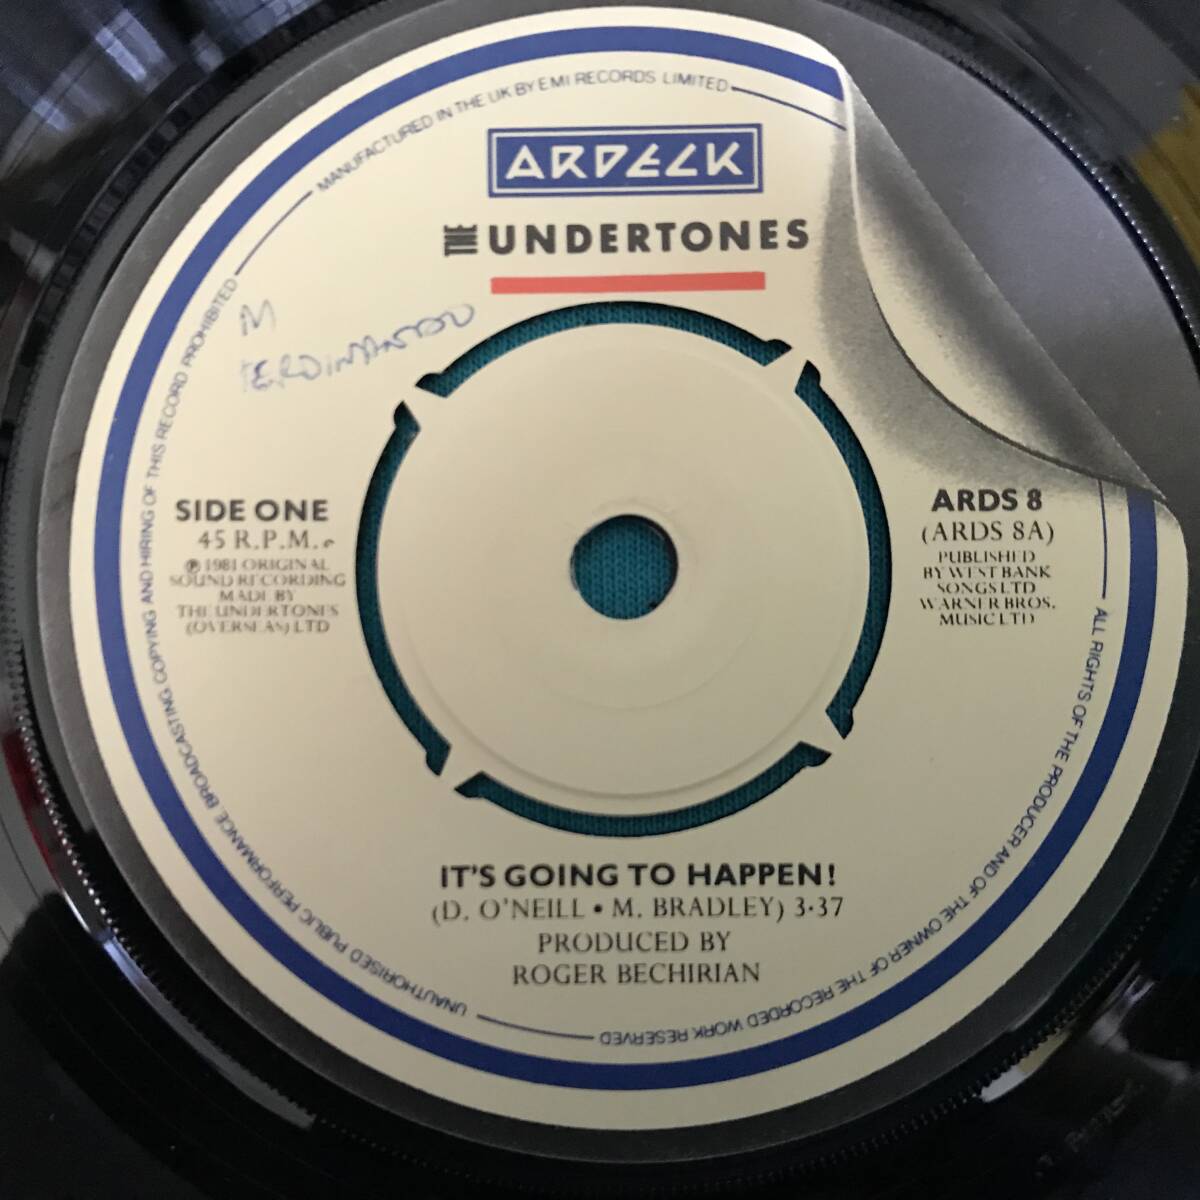 MANUFACTURED IN THE UK BY EMI RECORDS LIMITED
ARDECK
THE UNDERTONES
M
FERDINANDO
SIDE ONE
45 R.P.M.
℗ 1981 ORIGINAL
SOUND RECORDING
MADE BY
THE UNDERTONES
(OVERSEAS) LTD
ARDS 8
(ARDS 8A)
PUBLISHED
BY WEST BANK
SONGS LTD
WARNER BROS.
MUSIC LTD
IT'S GOING TO HAPPEN!
(D. O'NEILL • M. BRADLEY) 3·37
PRODUCED BY
ROGER BECHIRIAN
ALL RIGHTS OF THE PRODUCER AND OF THE OWNER OF THE RECORDED WORK RESERVED
UNAUTHORISED PUBLIC PERFORMANCE BROADCASTING COPYING AND HIRING OF THIS RECORD PROHIBITED